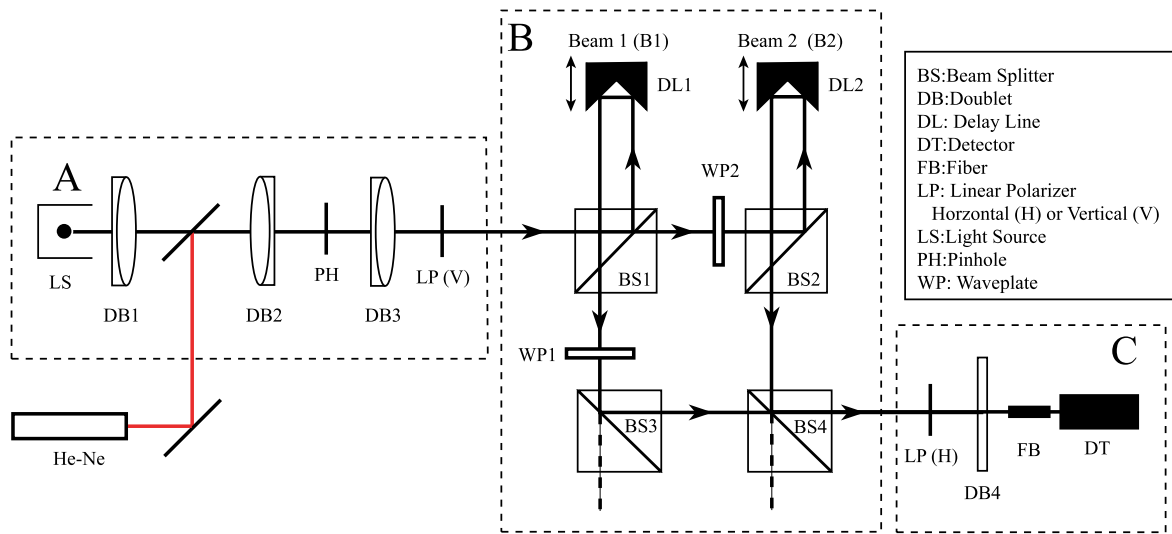 A
LS
DB1
DB2
PH
DB3
LP (V)
He-Ne
B
Beam 1 (B1)
DL1
Beam 2 (B2)
DL2
WP2
BS1
BS2
WP1
BS3
BS4
C
LP (H)
DB4
FB
DT
BS:Beam Splitter
DB:Doublet
DL: Delay Line
DT:Detector
FB:Fiber
LP: Linear Polarizer
Horzontal (H) or Vertical (V)
LS:Light Source
PH:Pinhole
WP: Waveplate